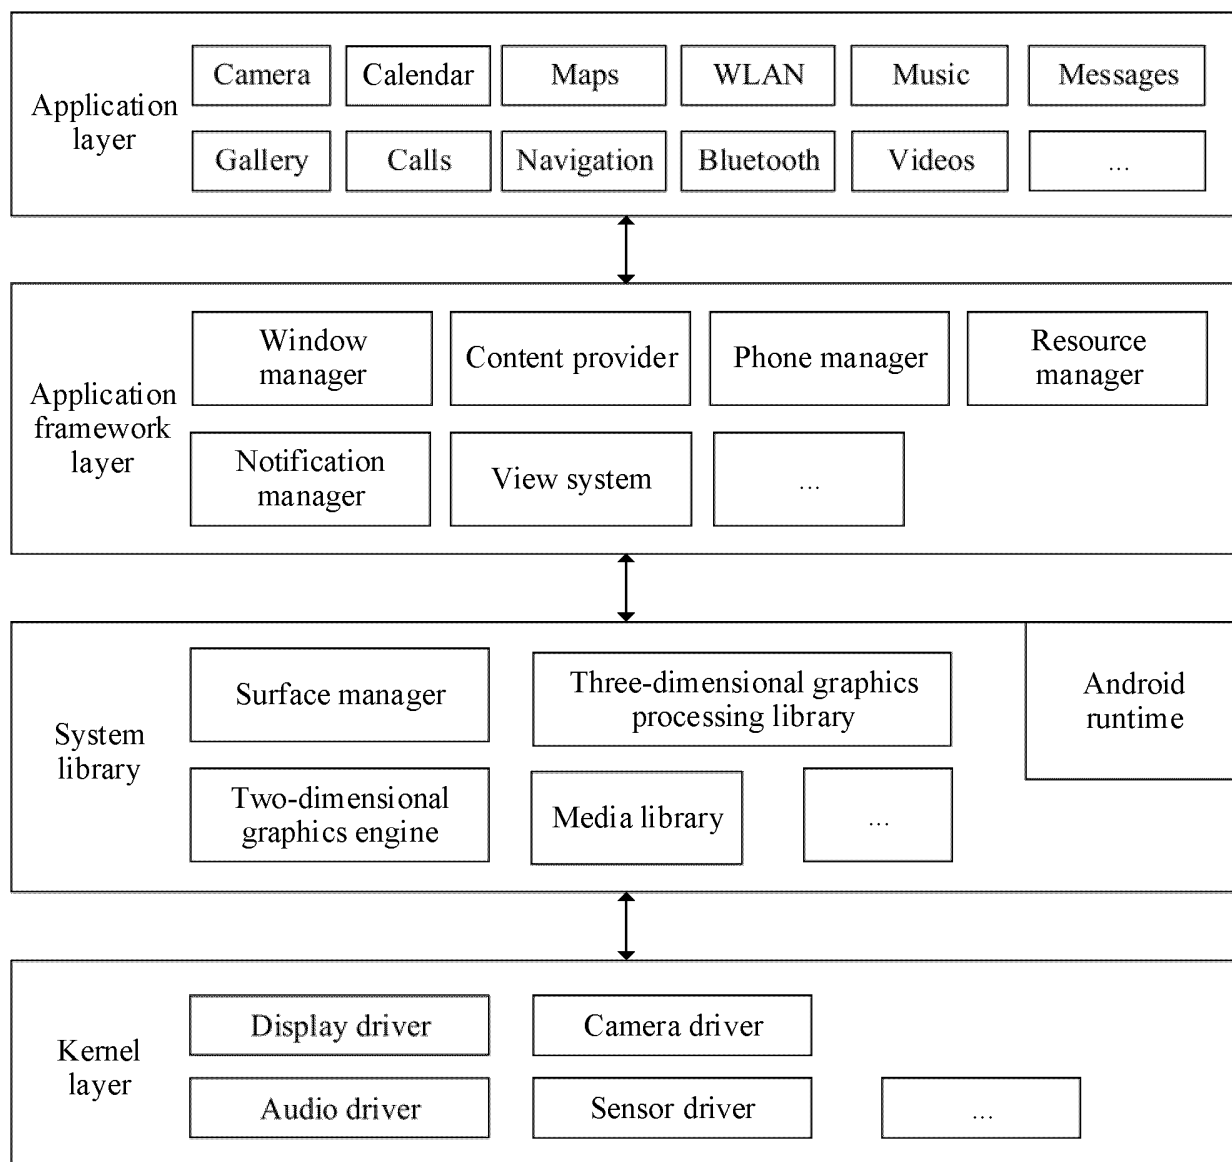 Application
layer
Camera
Calendar
Maps
WLAN
Music
Messages
Gallery
Calls
Navigation
Bluetooth
Videos
...
Application
framework
layer
Window
manager
Content provider
Phone manager
Resource
manager
Notification
manager
View system
...
System
library
Surface manager
Three-dimensional graphics
processing library
Android
runtime
Two-dimensional
graphics engine
Media library
...
Kernel
layer
Display driver
Camera driver
Audio driver
Sensor driver
...